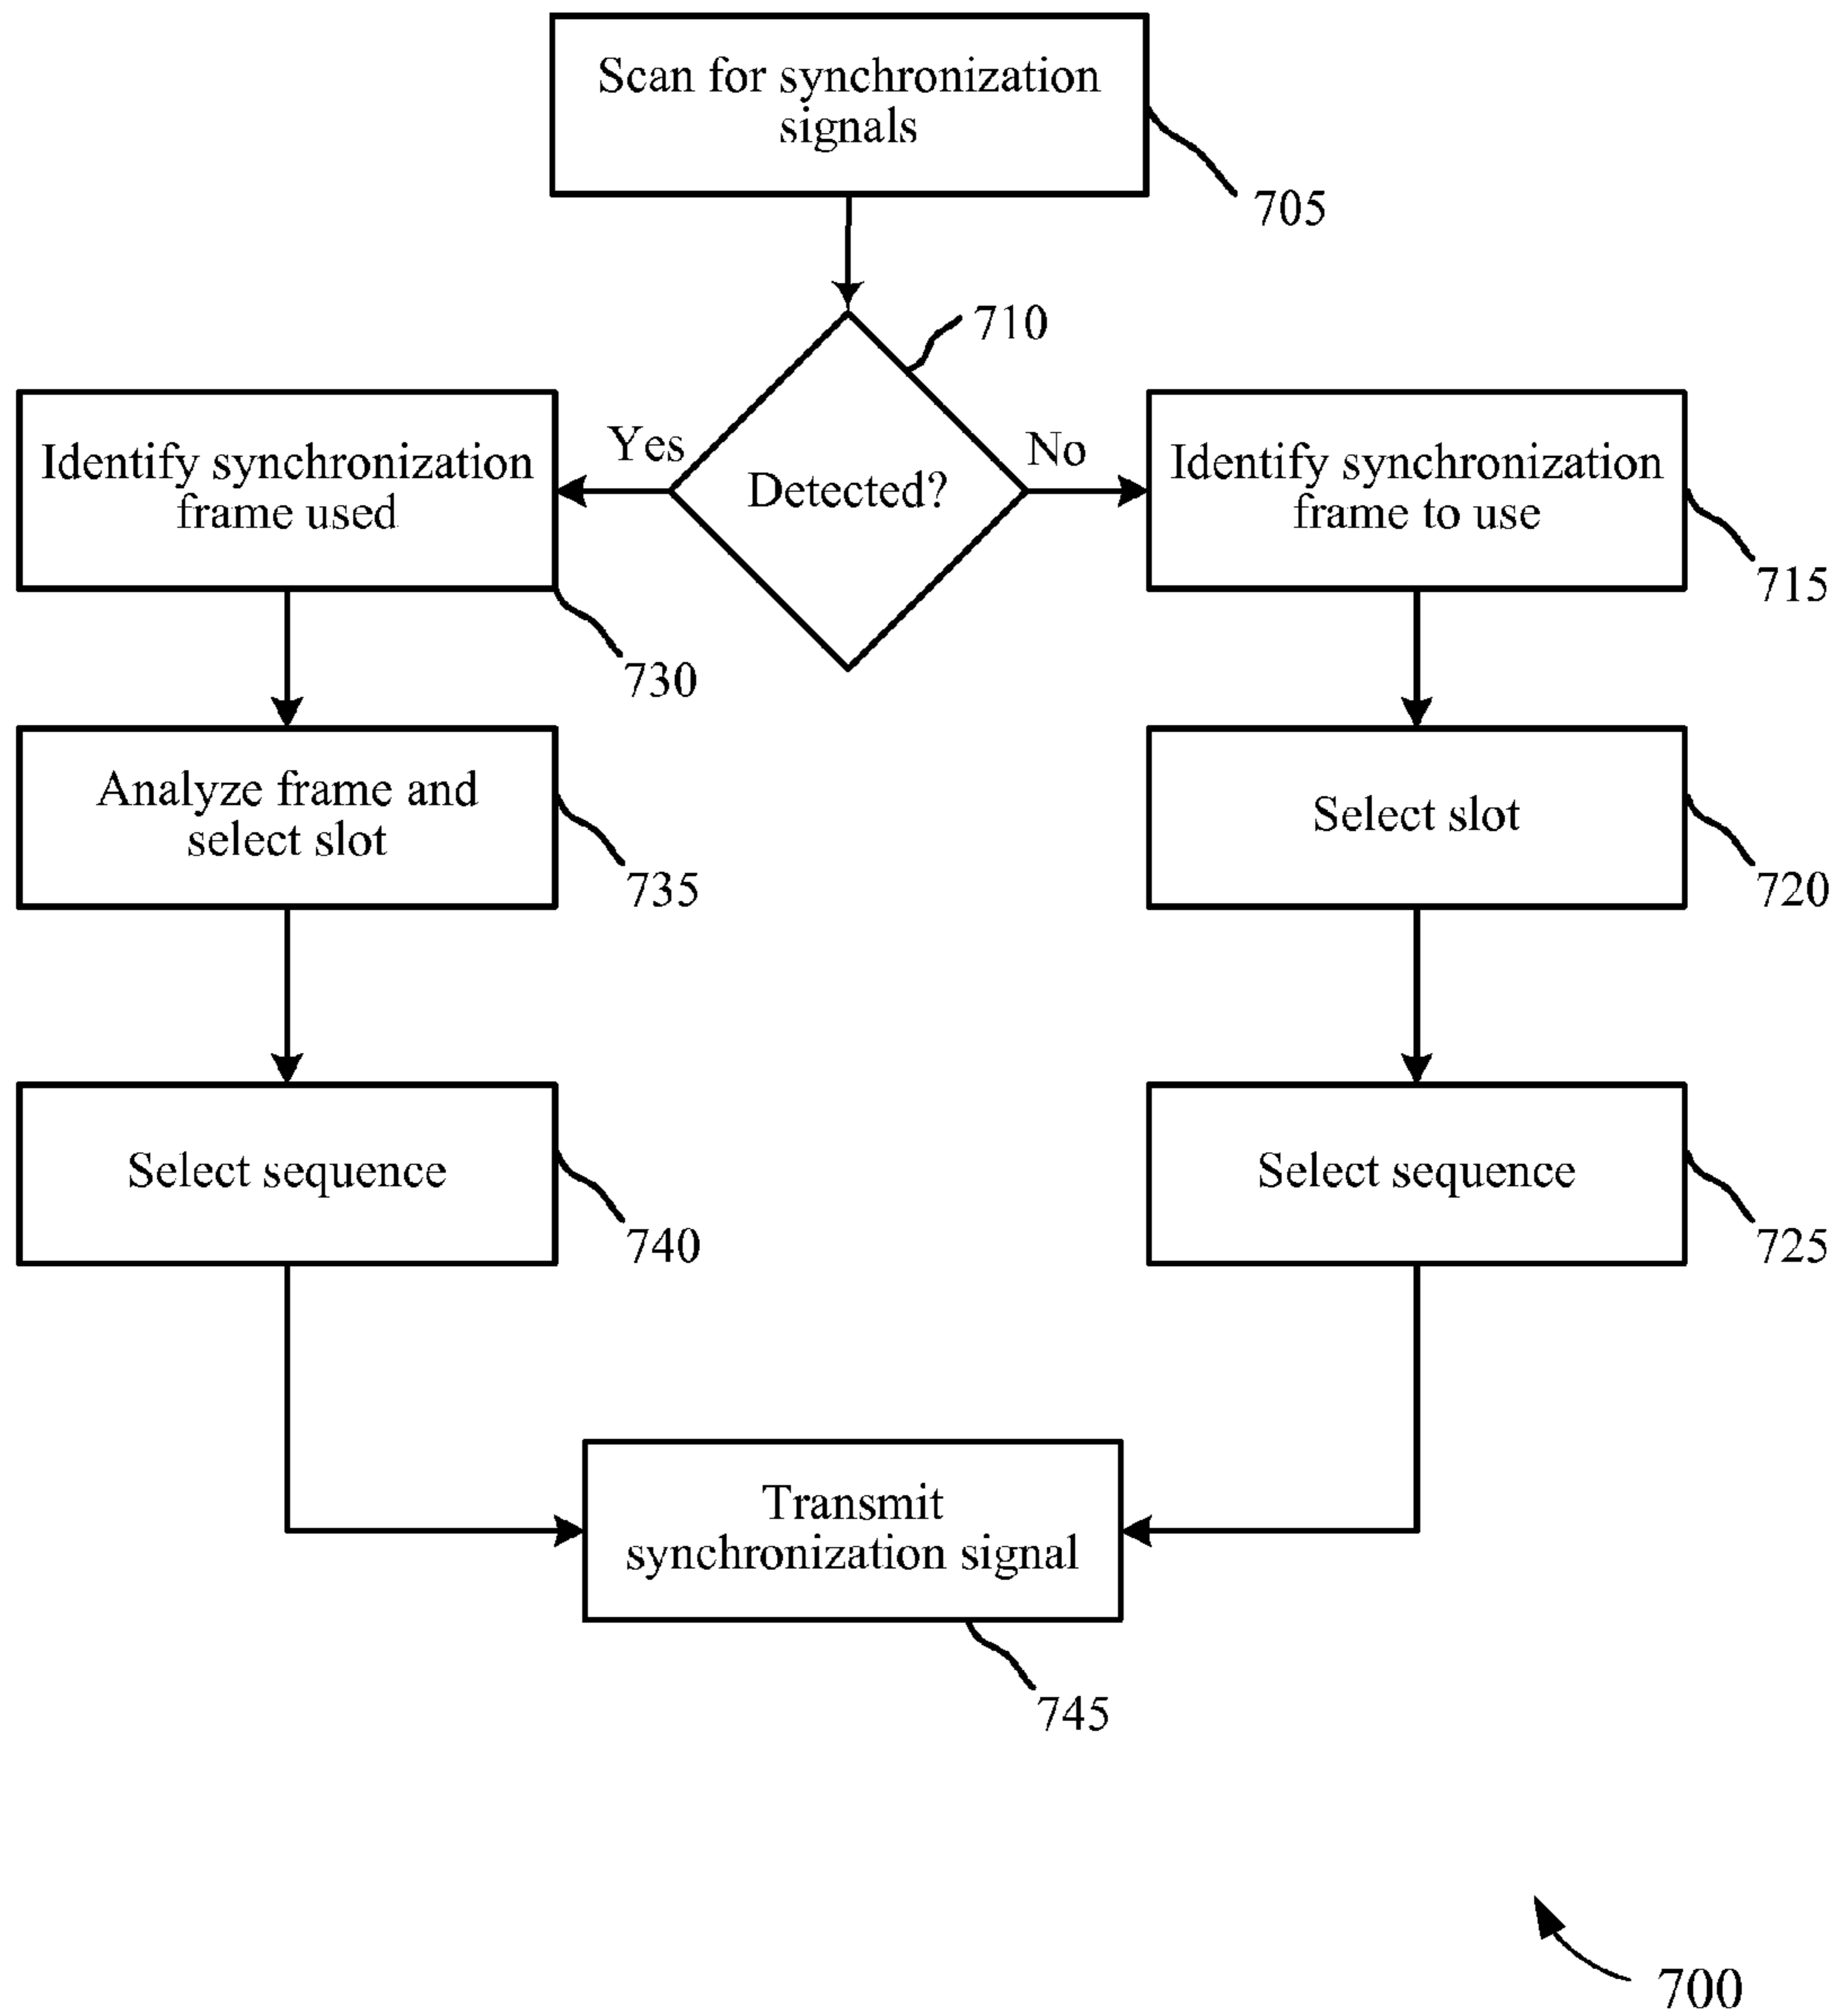 Scan for synchronization
signals
705
710
Detected?
Yes
No
Identify synchronization
frame used
730
Identify synchronization
frame to use
715
Analyze frame and
select slot
735
Select slot
720
Select sequence
740
Select sequence
725
Transmit
synchronization signal
745
700